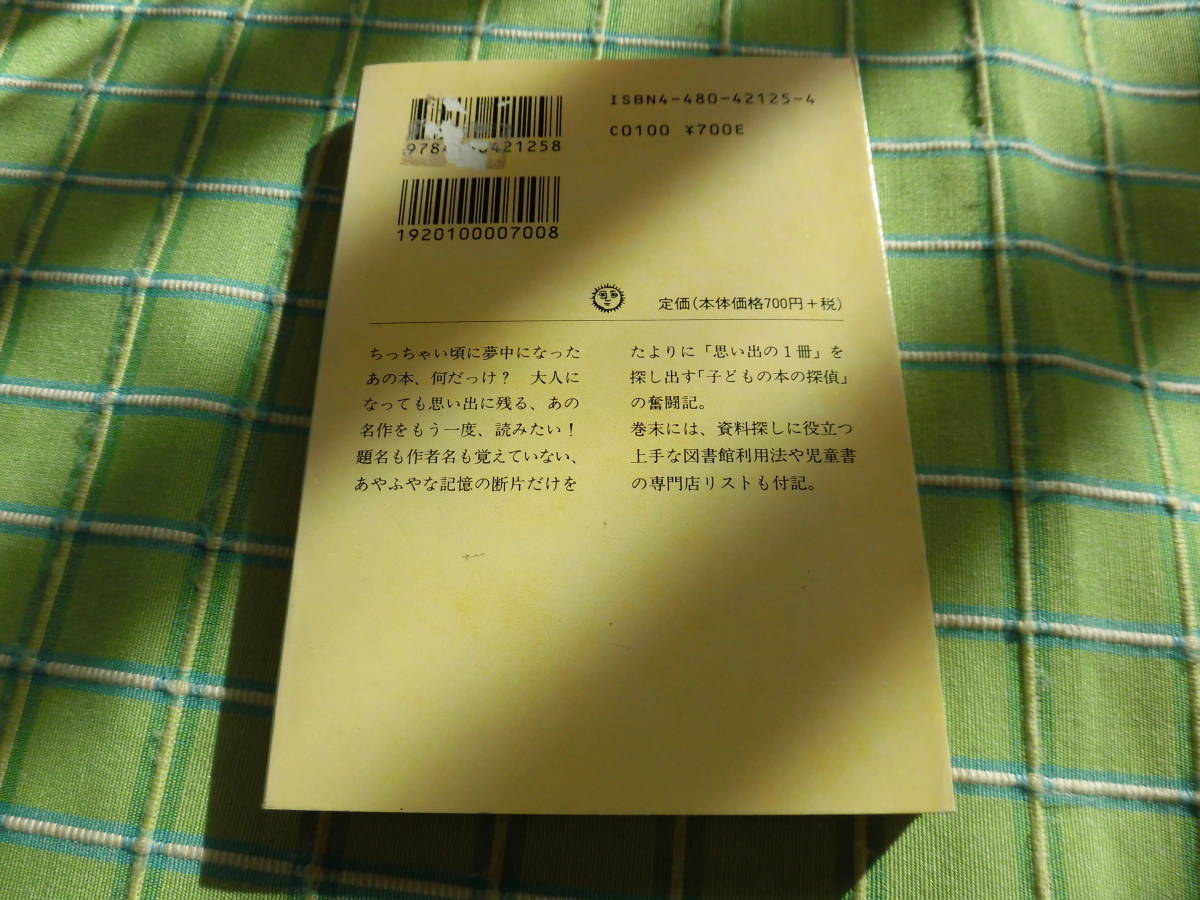 ISBN4-480-42125-4
C0100 ¥700E
421258
1920100007008
定価(本体価格700円+税)
ちっちゃい頃に夢中になった
あの本、何だっけ? 大人に
なっても思い出に残る、あの
名作をもう一度、読みたい!
題名も作者名も覚えていない、
あやふやな記憶の断片だけを
たよりに「思い出の1冊」を
探し出す「子どもの本の探偵」
の奮闘記。
巻末には、資料探しに役立つ
上手な図書館利用法や児童書
の専門店リストも付記。